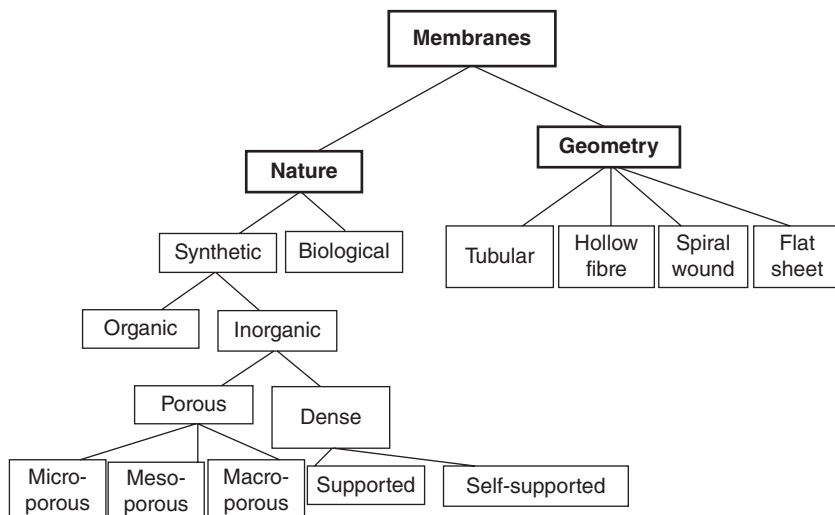 Membranes
Nature
Geometry
Synthetic
Biological
Tubular
Hollow
fibre
Spiral
wound
Flat
sheet
Organic
Inorganic
Porous
Dense
Micro-
porous
Meso-
porous
Macro-
porous
Supported
Self-supported